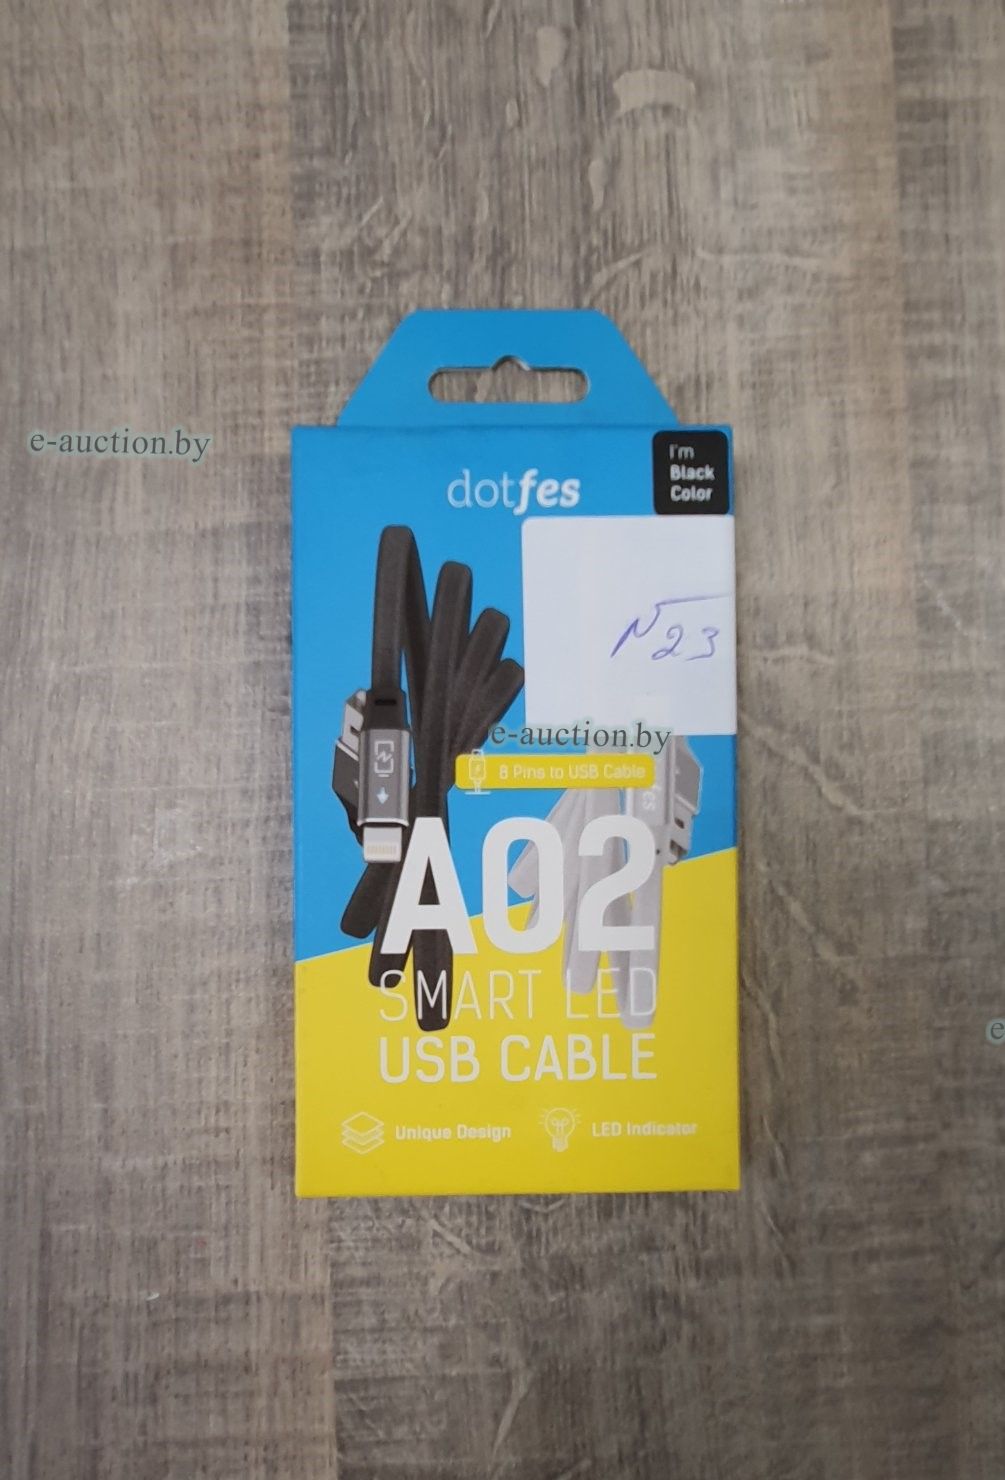 e-auction.by
dotfes
I'm
Black
Color
№23
e-auction.by
8 Pins to USB Cable
A02
SMART LED
USB CABLE
Unique Design
LED Indicator